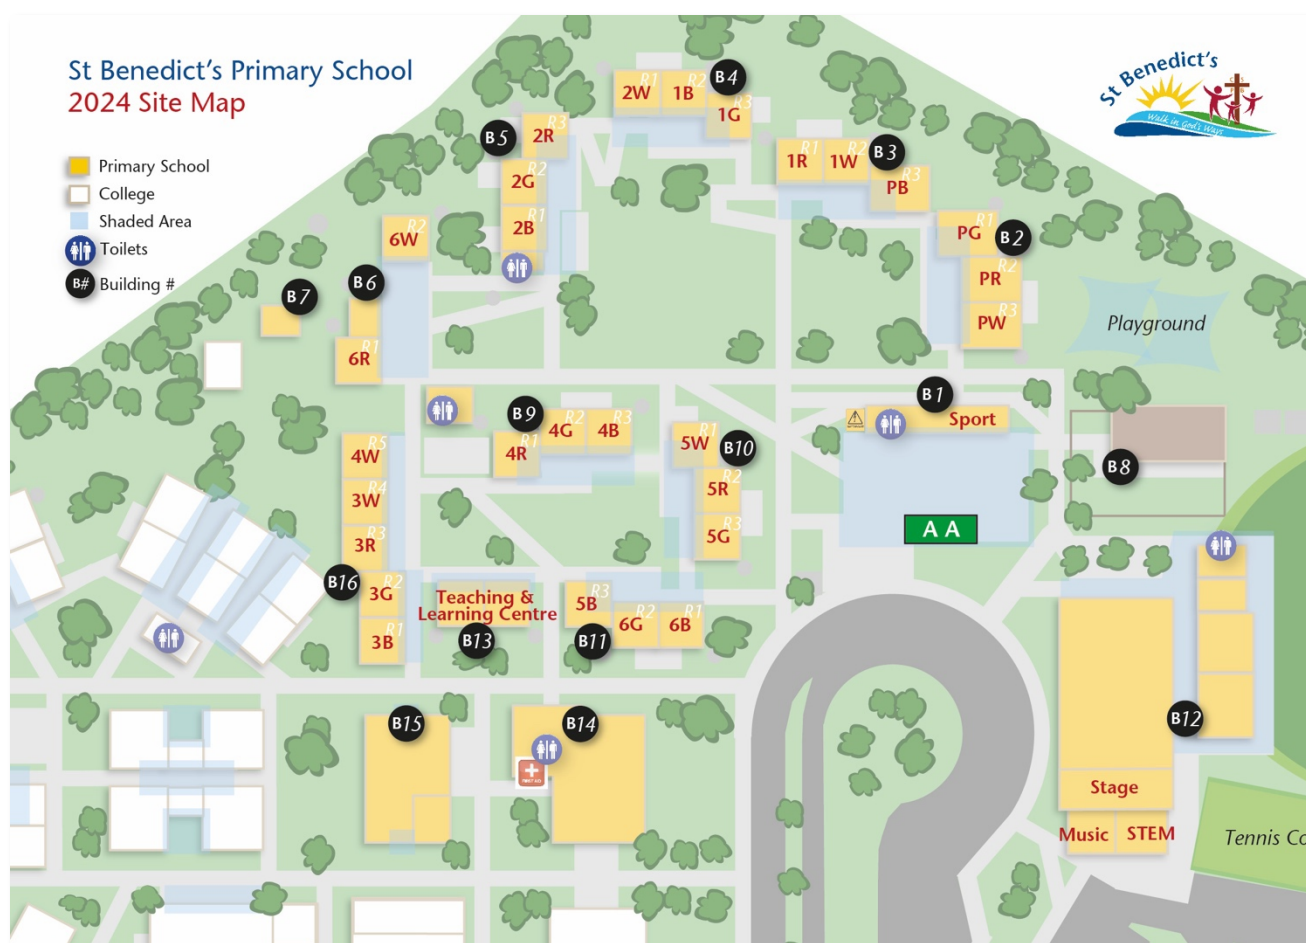 St Benedict's Primary School
2024 Site Map
St Benedict's
Walk in God's Ways
Primary School
College
Shaded Area
Toilets
B# Building #
2W R1
1B R2
1G R3
B4
B5
2R R3
2G R2
2B R1
1R R1
1W R2
B3
PB R3
PG R1
B2
PR R2
PW R3
6W R2
B6
B7
6R R1
Playground
B1
Sport
B9
4R R1
4G R2
4B R3
5W R1
B10
5R R2
5G R3
B8
A A
4W R5
3W R4
3R R3
B16
3G R2
3B R1
Teaching &
Learning Centre
B13
5B R3
6G R2
6B R1
B11
B15
B14
FIRST AID
B12
Stage
Music
STEM
Tennis Co